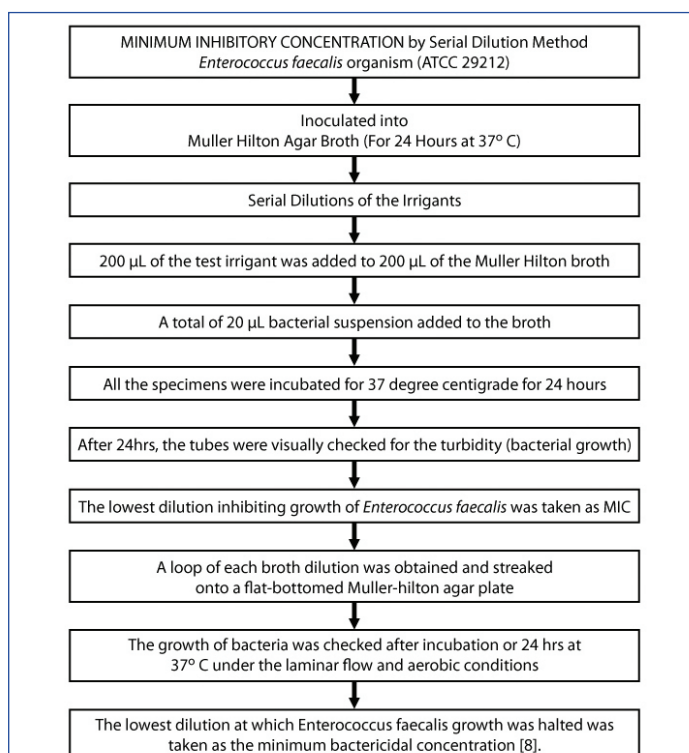 MINIMUM INHIBITORY CONCENTRATION by Serial Dilution Method
Enterococcus faecalis organism (ATCC 29212)
Inoculated into
Muller Hilton Agar Broth (For 24 Hours at 37º C)
Serial Dilutions of the Irrigants
200 µL of the test irrigant was added to 200 µL of the Muller Hilton broth
A total of 20 µL bacterial suspension added to the broth
All the specimens were incubated for 37 degree centigrade for 24 hours
After 24hrs, the tubes were visually checked for the turbidity (bacterial growth)
The lowest dilution inhibiting growth of Enterococcus faecalis was taken as MIC
A loop of each broth dilution was obtained and streaked
onto a flat-bottomed Muller-hilton agar plate
The growth of bacteria was checked after incubation or 24 hrs at
37º C under the laminar flow and aerobic conditions
The lowest dilution at which Enterococcus faecalis growth was halted was
taken as the minimum bactericidal concentration [8].